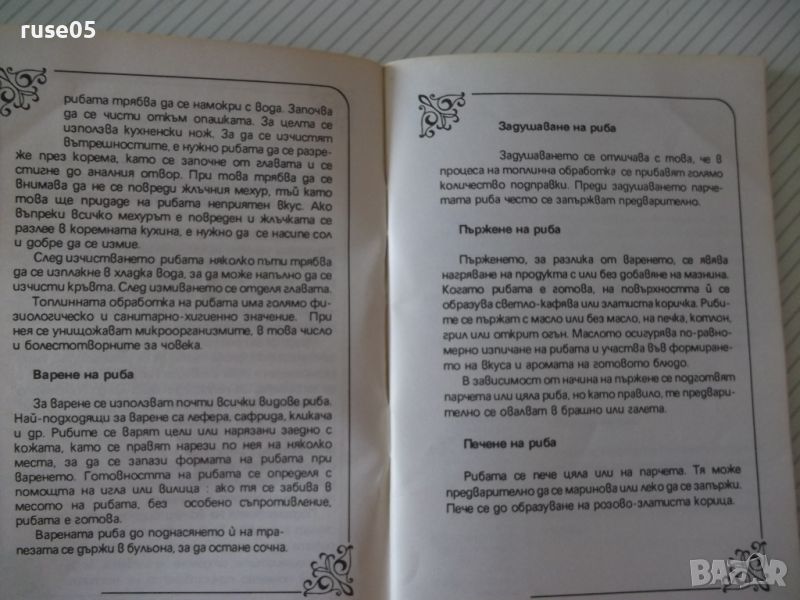 ruse05
рибата трябва да се намокри с вода. Започва
да се чисти откъм опашката. За целта се
използва кухненски нож. За да се изчистят
вътрешностите, е нужно рибата да се разре-
же през корема, като се започне от главата и се
стигне до аналния отвор. При това трябва да се
внимава да не се повреди жлъчния мехур, тъй като
това ще придаде на рибата неприятен вкус. Ако
въпреки всичко мехурът е повреден и жлъчката се
разлее в коремната кухина, е нужно да се насипе сол
и добре да се измие.
След изчистването рибата няколко пъти трябва
да се изплакне в хладка вода, за да може напълно да се
изчисти кръвта. След измиването се отделя главата.
Топлинната обработка на рибата има голямо фи-
зиологическо и санитарно-хигиенно значение. При
нея се унищожават микроорганизмите, в това число
и болестотворните за човека.
Варене на риба
За варене се използват почти всички видове риба.
Най-подходящи за варене са лефера, сафрида, кликача
и др. Рибите се варят цели или нарязани заедно с
кожата, като се правят нарези по нея на няколко
места, за да се запази формата на рибата при
варенето. Готовността на рибата се определя с
помощта на игла или вилица : ако тя се забива в
месото на рибата, без особено съпротивление,
рибата е готова.
Варената риба до поднасянето ѝ на тра-
пезата се държи в бульона, за да остане сочна.
Задушаване на риба
Задушаването се отличава с това, че в
процеса на топлинна обработка се прибавят голямо
количество подправки. Преди задушаването парче-
тата риба често се запържват предварително.
Пържене на риба
Пърженето, за разлика от варенето, се явява
нагряване на продукта с или без добавяне на мазнина.
Когато рибата е готова, на повърхността ѝ се
образува светло-кафява или златиста коричка. Риби-
те се пържат с масло или без масло, на печка, котлон,
грил или открит огън. Маслото осигурява по-равно-
мерно изпичане на рибата и участва във формиране-
то на вкуса и аромата на готовото блюдо.
В зависимост от начина на пържене се подготвят
парчета или цяла риба, но като правило, те предвари-
телно се овалват в брашно или галета.
Печене на риба
Рибата се пече цяла или на парчета. Тя може
предварително да се маринова или леко да се запържи.
Пече се до образуване на розово-златиста корица.
BAZAR